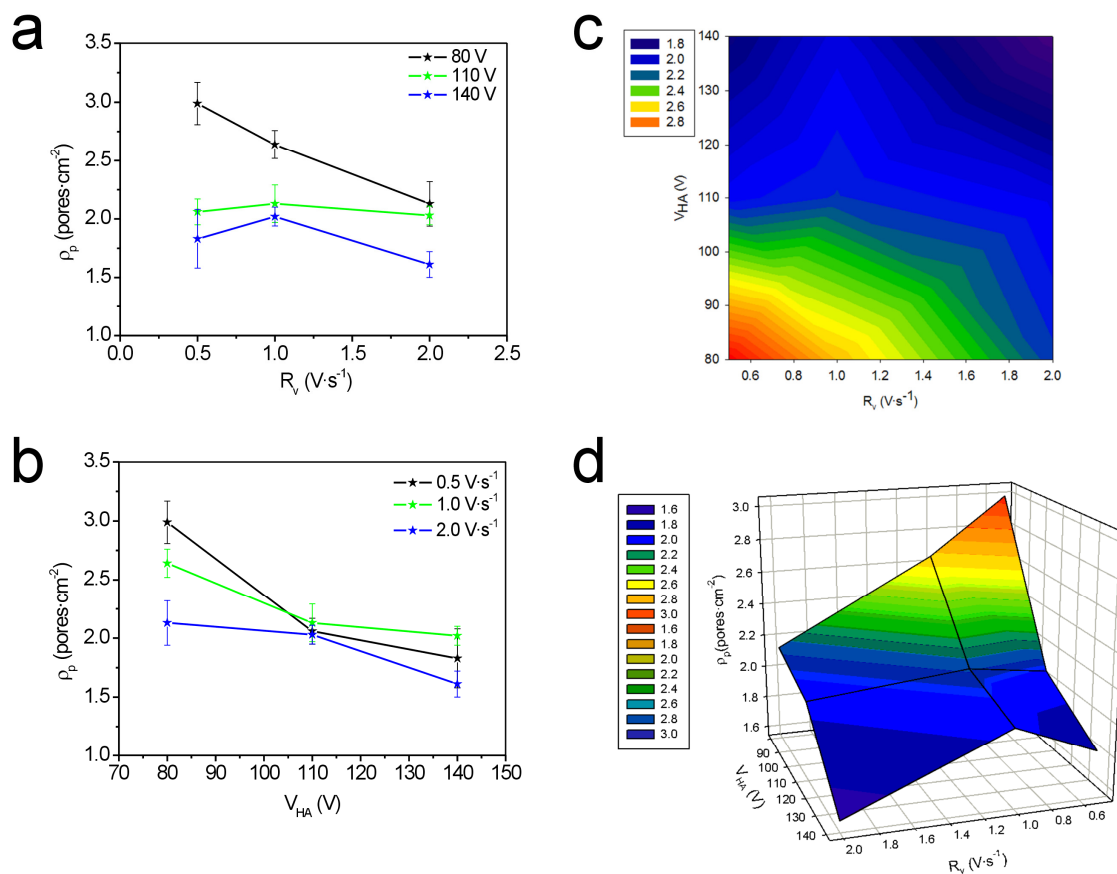 a
3.5
3.0
2.5
2.0
1.5
1.0
ρp (pores·cm-2)
0.0 0.5 1.0 1.5 2.0 2.5
Rv (V·s-1)
80 V
110 V
140 V
c
1.8
2.0
2.2
2.4
2.6
2.8
140
130
120
110
100
90
80
VHA (V)
0.6 0.8 1.0 1.2 1.4 1.6 1.8 2.0
Rv (V·s-1)
b
3.5
3.0
2.5
2.0
1.5
1.0
ρp (pores·cm-2)
70 80 90 100 110 120 130 140 150
VHA (V)
0.5 V·s-1
1.0 V·s-1
2.0 V·s-1
d
1.6
1.8
2.0
2.2
2.4
2.6
2.8
3.0
1.6
1.8
2.0
2.2
2.4
2.6
2.8
3.0
3.0
2.8
2.6
2.4
2.2
2.0
1.8
1.6
ρp(pores·cm-2)
90
100
110
120
130
140
VHA (V)
2.0 1.8 1.6 1.4 1.2 1.0 0.8 0.6
Rv (V·s-1)